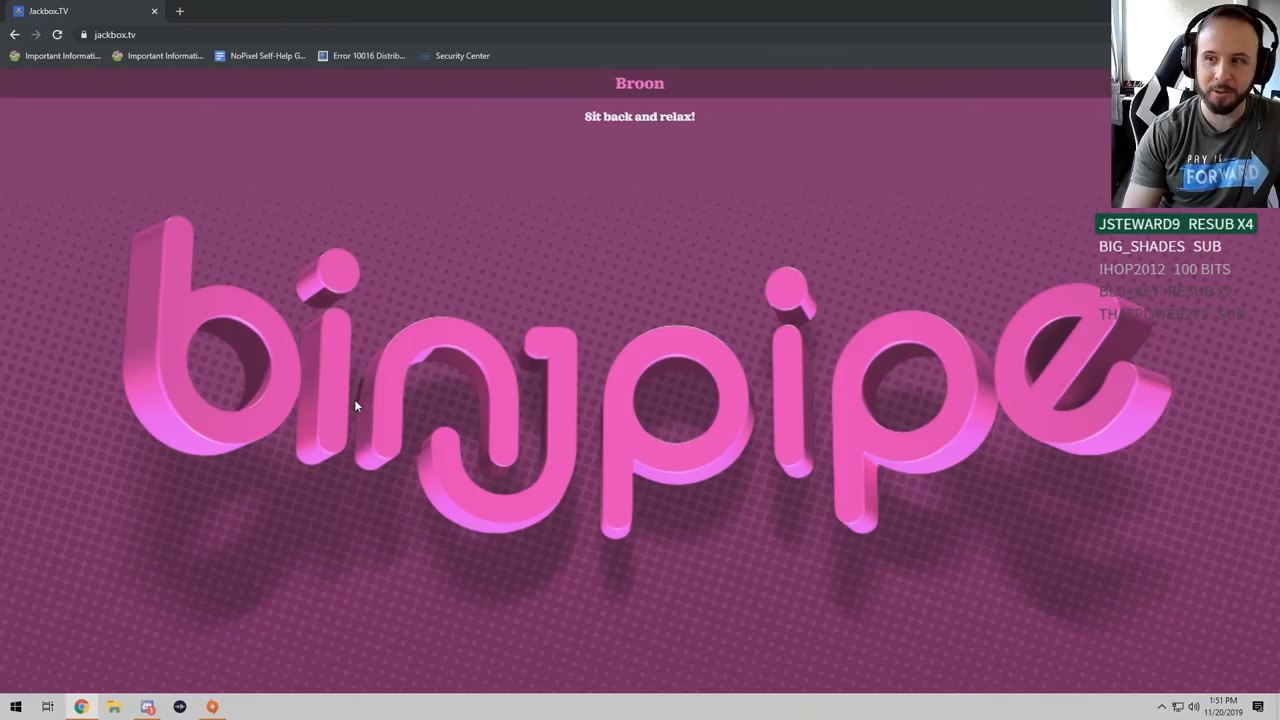 Jackbox.TV
jackbox.tv
Important Informati...
Important Informati...
NoPixel Self-Help G...
Error 10016 Distrib...
Security Center
Broon
Sit back and relax!
binjpipe
PAY IT
FORWARD
JSTEWARD9 RESUB X4
BIG_SHADES SUB
IHOP2012 100 BITS
1:51 PM
11/20/2019